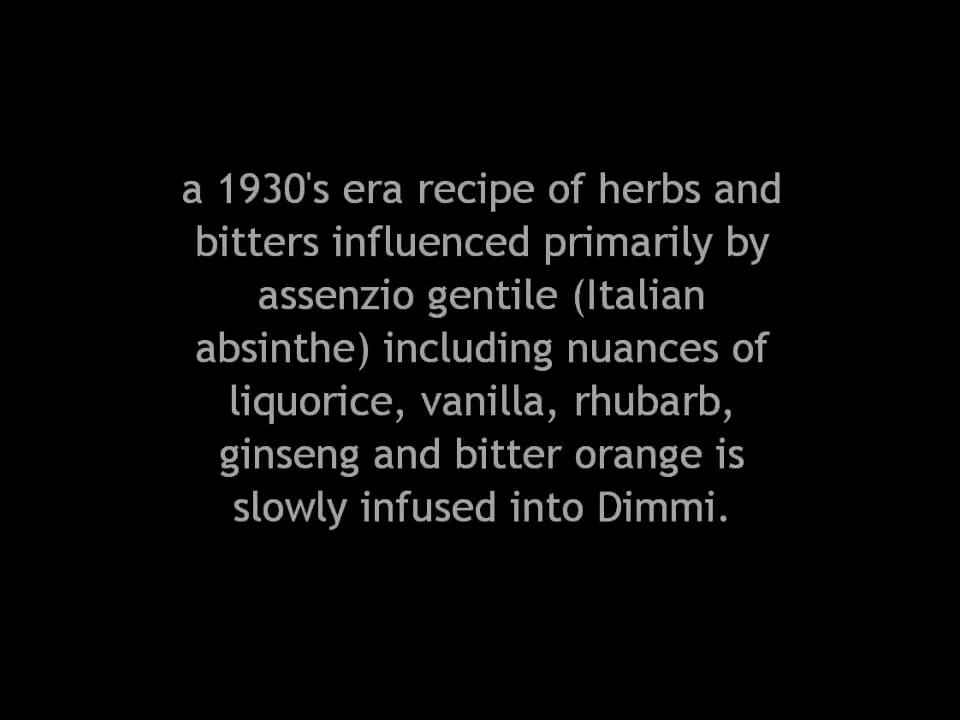 a 1930's era recipe of herbs and
bitters influenced primarily by
assenzio gentile (Italian
absinthe) including nuances of
liquorice, vanilla, rhubarb,
ginseng and bitter orange is
slowly infused into Dimmi.